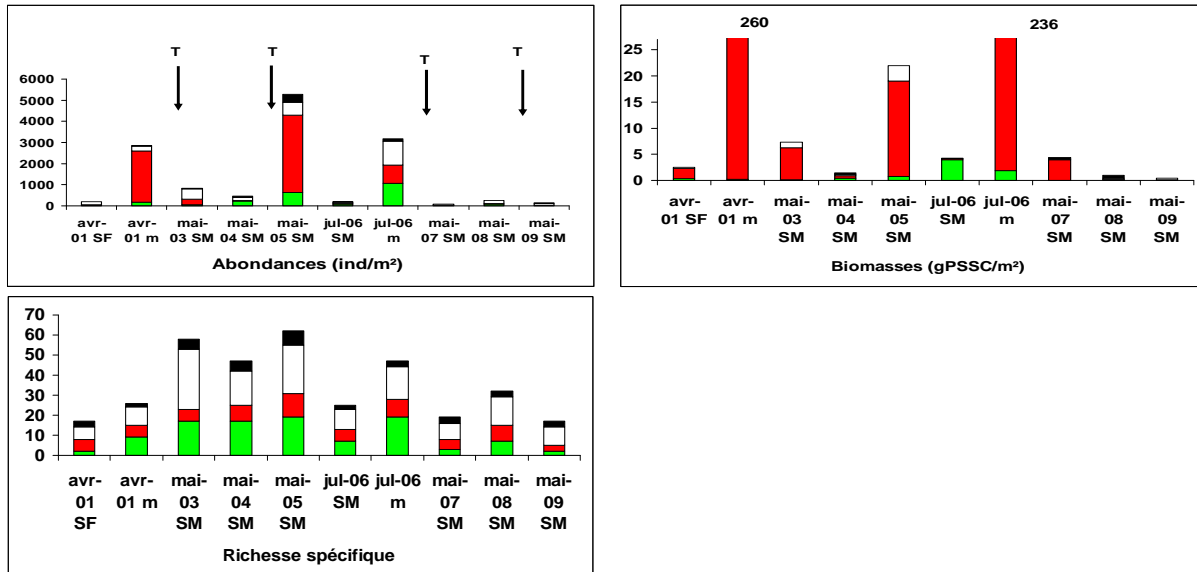 T T T T
6000
5000
4000
3000
2000
1000
0
avr- avr- mai- mai- mai- jul-06 jul-06 mai- mai- mai-
01 SF 01 m 03 SM 04 SM 05 SM SM m 07 SM 08 SM 09 SM
Abondances (ind/m²)
260 236
25
20
15
10
5
0
avr- avr- mai- mai- mai- jul-06 jul-06 mai- mai- mai-
01 SF 01 m 03 04 05 SM m 07 08 09
SM SM SM SM SM SM
Biomasses (gPSSC/m²)
70
60
50
40
30
20
10
0
avr- avr- mai- mai- mai- jul-06 jul-06 mai- mai- mai-
01 01 m 03 04 05 SM m 07 08 09
SF SM SM SM SM SM SM
Richesse spécifique